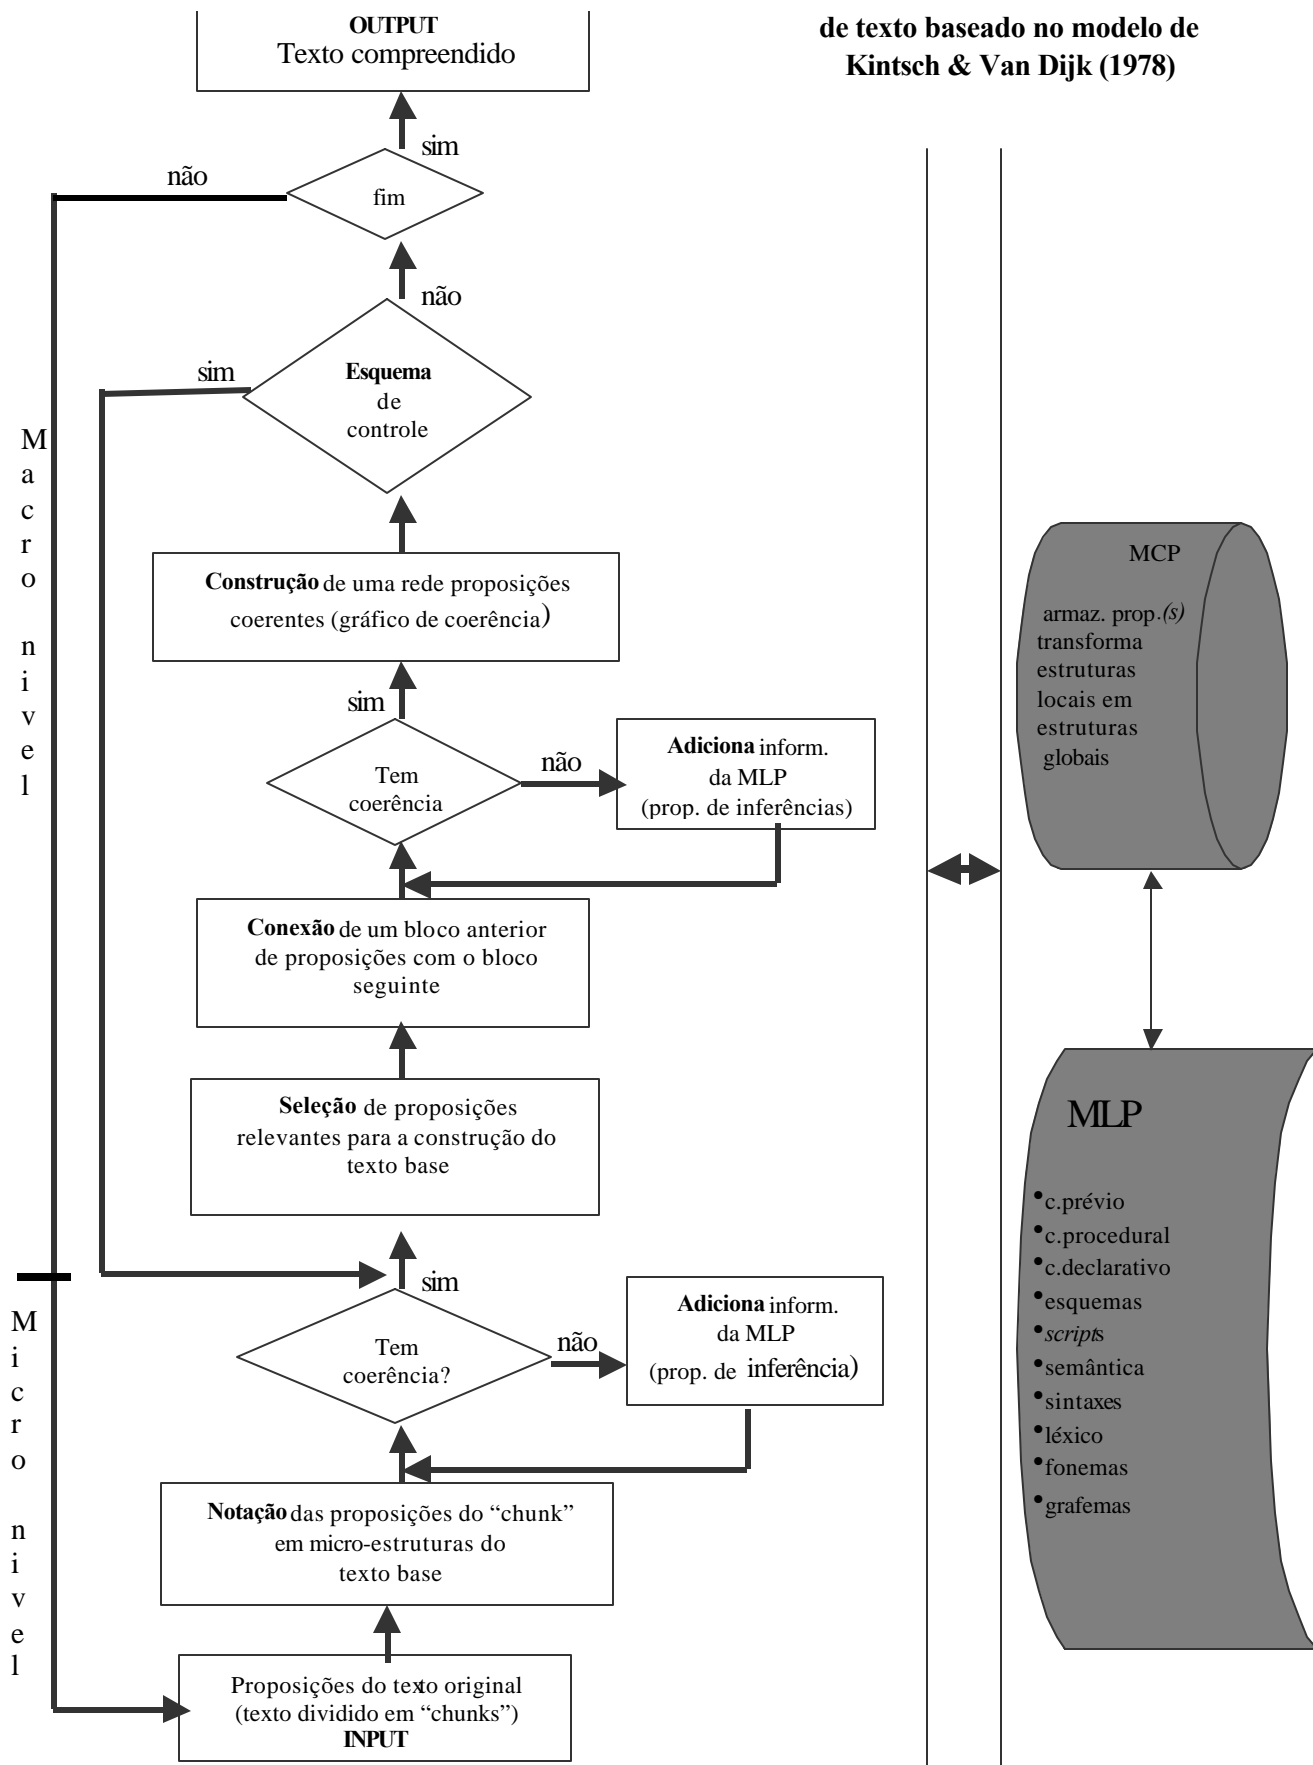 OUTPUT
Texto compreendido
de texto baseado no modelo de
Kintsch & Van Dijk (1978)
sim
não
fim
não
sim
Esquema
de
controle
Macro nivel
Construção de uma rede proposições
coerentes (gráfico de coerência)
sim
Tem
coerência
não
Adiciona inform.
da MLP
(prop. de inferências)
Conexão de um bloco anterior
de proposições com o bloco
seguinte
Seleção de proposições
relevantes para a construção do
texto base
sim
Tem
coerência?
não
Adiciona inform.
da MLP
(prop. de inferência)
Micro nivel
Notação das proposições do “chunk”
em micro-estruturas do
texto base
Proposições do texto original
(texto dividido em “chunks”)
INPUT
MCP
armaz. prop.(s)
transforma
estruturas
locais em
estruturas
globais
MLP
•c.prévio
•c.procedural
•c.declarativo
•esquemas
•scripts
•semântica
•sintaxes
•léxico
•fonemas
•grafemas